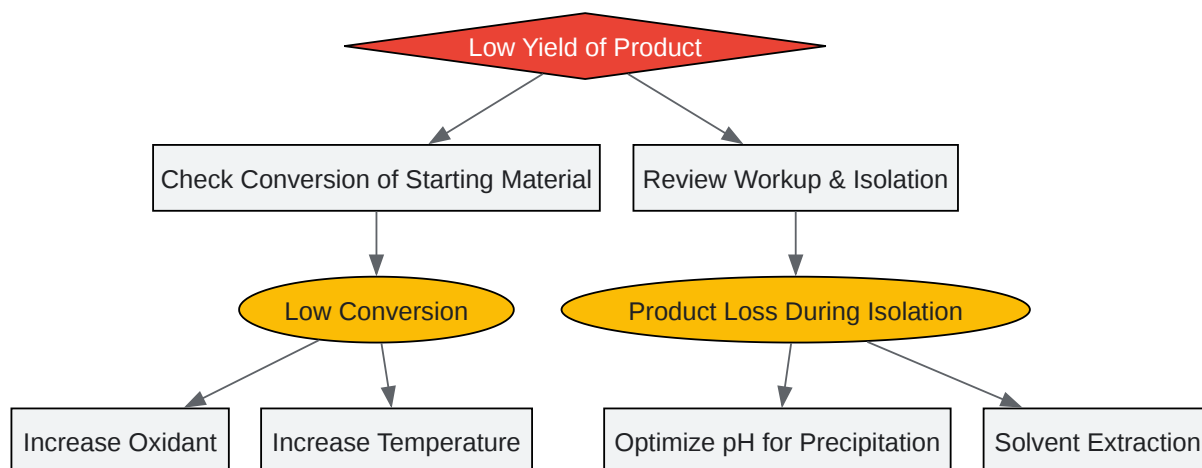 Low Yield of Product
Check Conversion of Starting Material
Review Workup & Isolation
Low Conversion
Product Loss During Isolation
Increase Oxidant
Increase Temperature
Optimize pH for Precipitation
Solvent Extraction